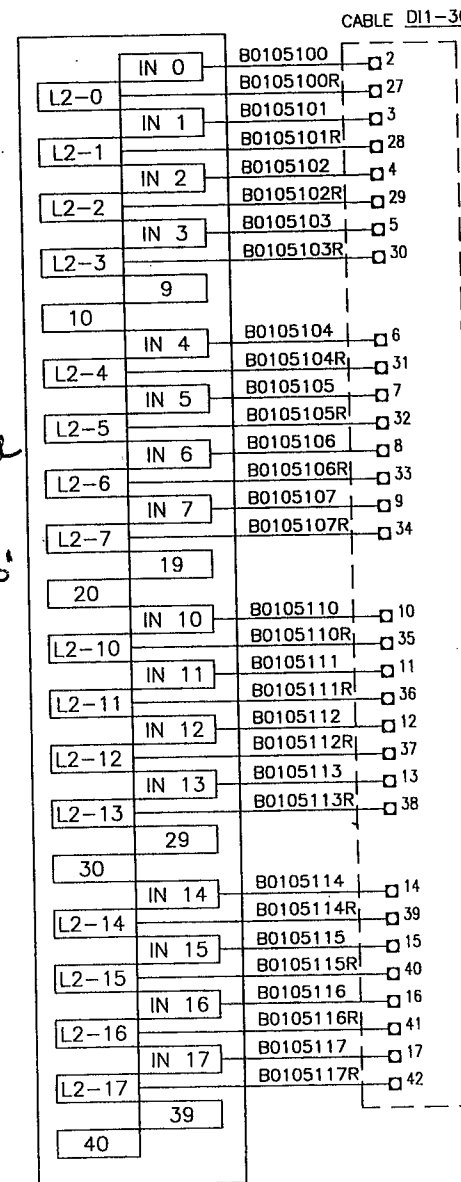 CABLE DI1-3
IN 0 B0105100 2
L2-0 B0105100R 27
IN 1 B0105101 3
L2-1 B0105101R 28
IN 2 B0105102 4
L2-2 B0105102R 29
IN 3 B0105103 5
L2-3 B0105103R 30
9
10
IN 4 B0105104 6
L2-4 B0105104R 31
IN 5 B0105105 7
L2-5 B0105105R 32
IN 6 B0105106 8
L2-6 B0105106R 33
IN 7 B0105107 9
L2-7 B0105107R 34
19
20
IN 10 B0105110 10
L2-10 B0105110R 35
IN 11 B0105111 11
L2-11 B0105111R 36
IN 12 B0105112 12
L2-12 B0105112R 37
IN 13 B0105113 13
L2-13 B0105113R 38
29
30
IN 14 B0105114 14
L2-14 B0105114R 39
IN 15 B0105115 15
L2-15 B0105115R 40
IN 16 B0105116 16
L2-16 B0105116R 41
IN 17 B0105117 17
L2-17 B0105117R 42
39
40